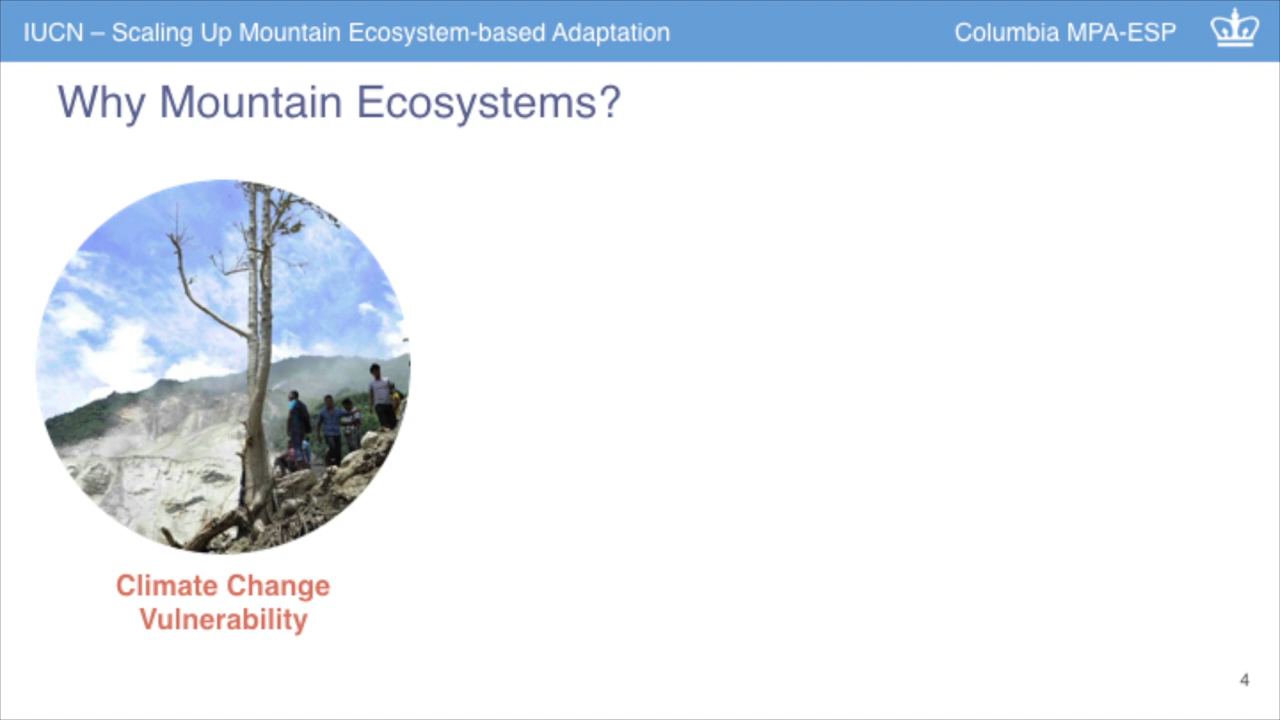 IUCN – Scaling Up Mountain Ecosystem-based Adaptation
Columbia MPA-ESP
Why Mountain Ecosystems?
Climate Change
Vulnerability
4